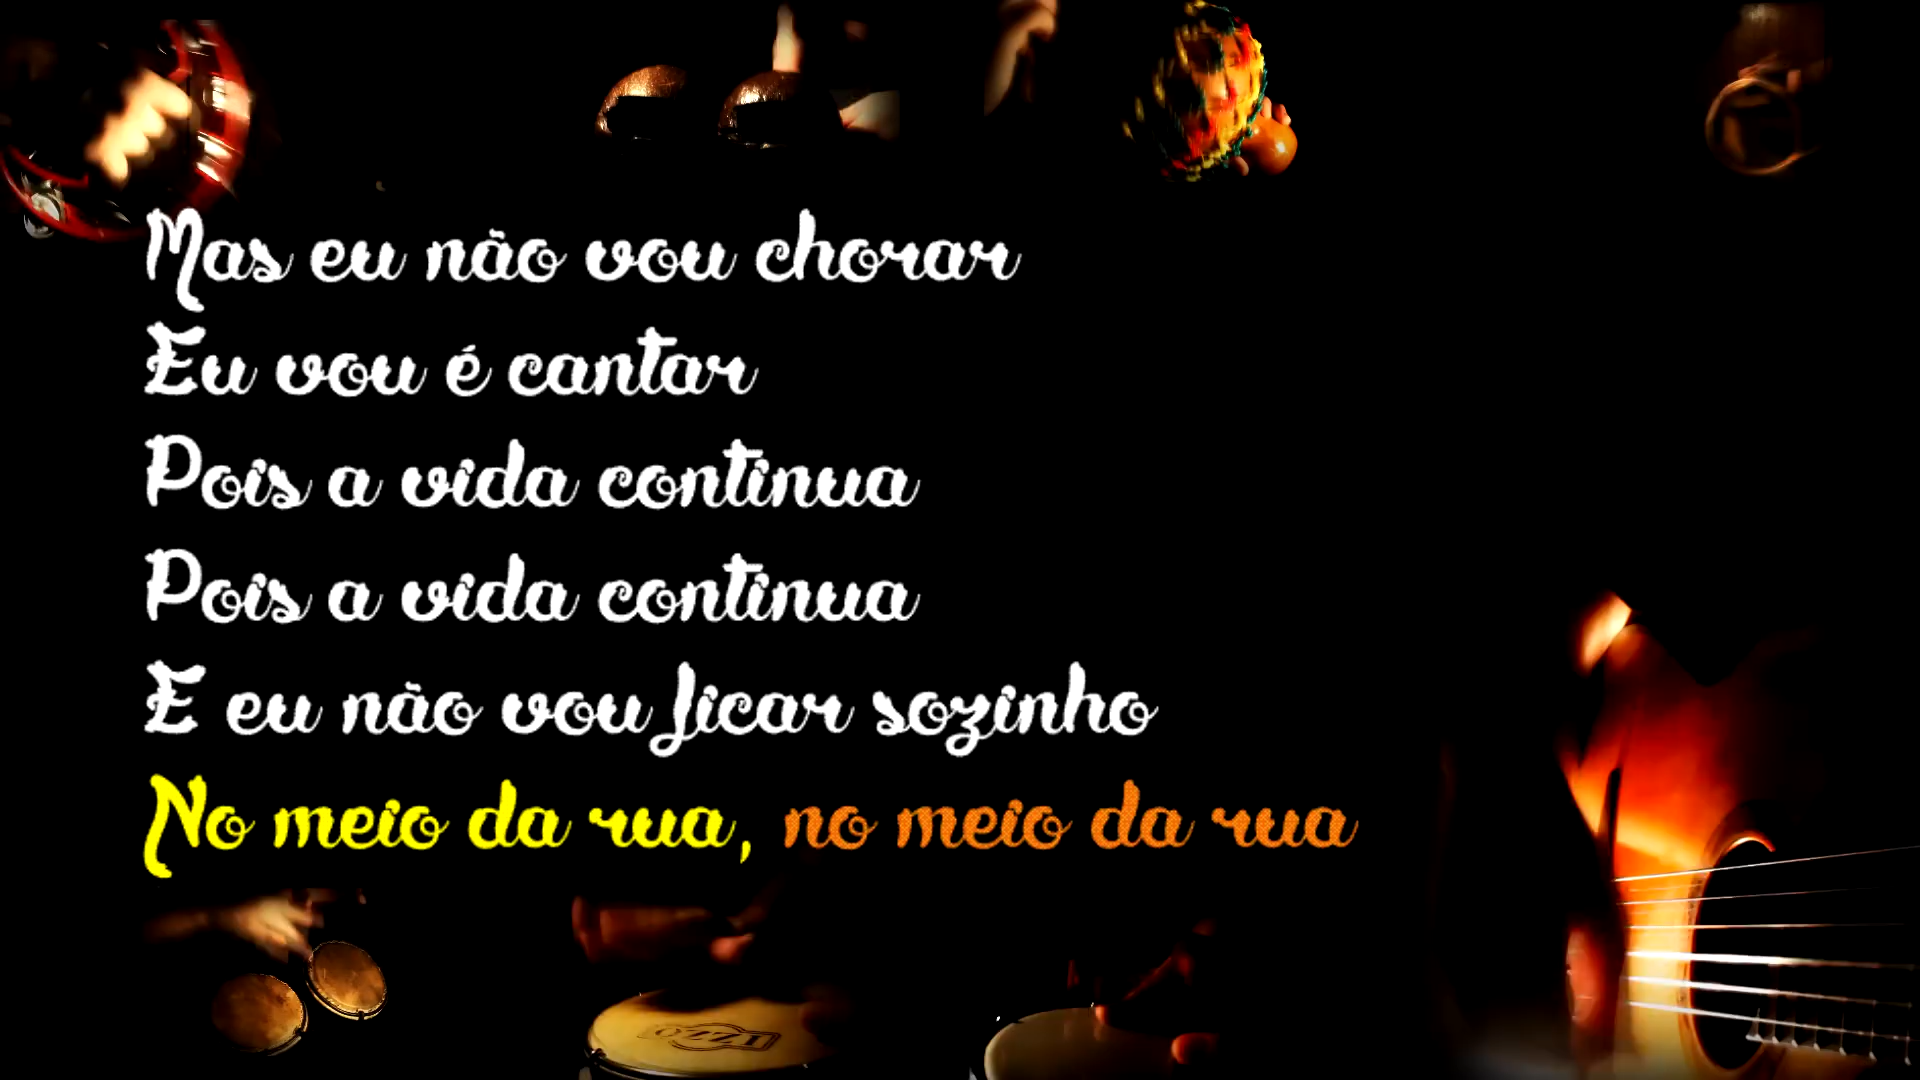 Mas eu não vou chorar
Eu vou é cantar
Pois a vida continua
Pois a vida continua
E eu não vou ficar sozinho
No meio da rua, no meio da rua
IZZO